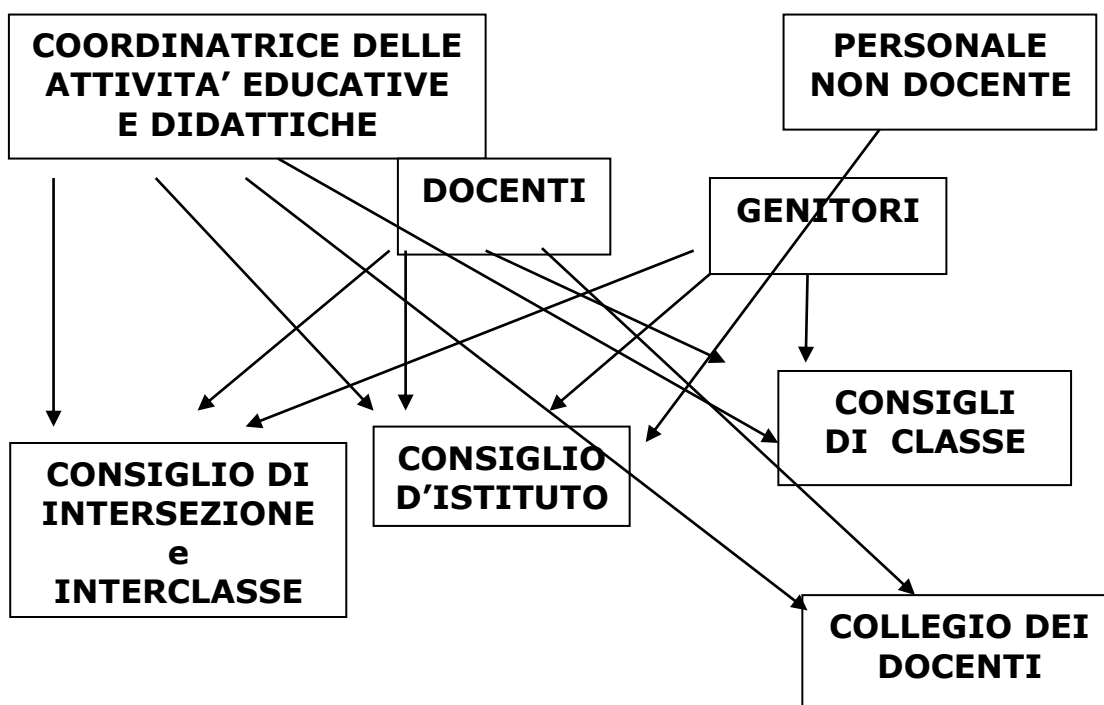 COORDINATRICE DELLE
ATTIVITA’ EDUCATIVE
E DIDATTICHE
PERSONALE
NON DOCENTE
DOCENTI
GENITORI
CONSIGLI
DI CLASSE
CONSIGLIO DI
INTERSEZIONE
e
INTERCLASSE
CONSIGLIO
D’ISTITUTO
COLLEGIO DEI
DOCENTI